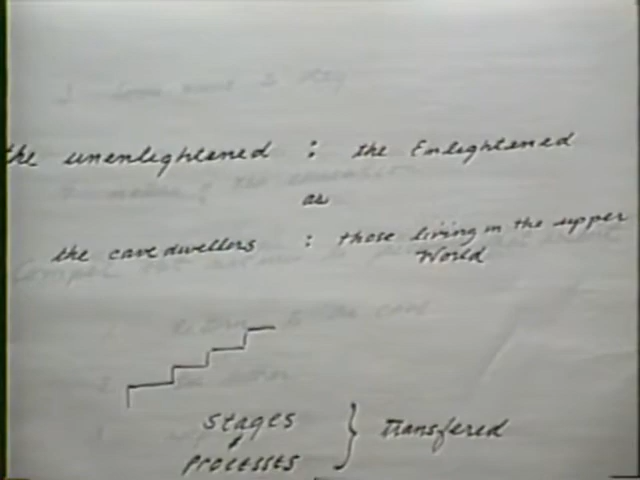 the unenlightened : the Enlightened
as
the cave dwellers : those living in the upper
World
stages
processes } Transfered